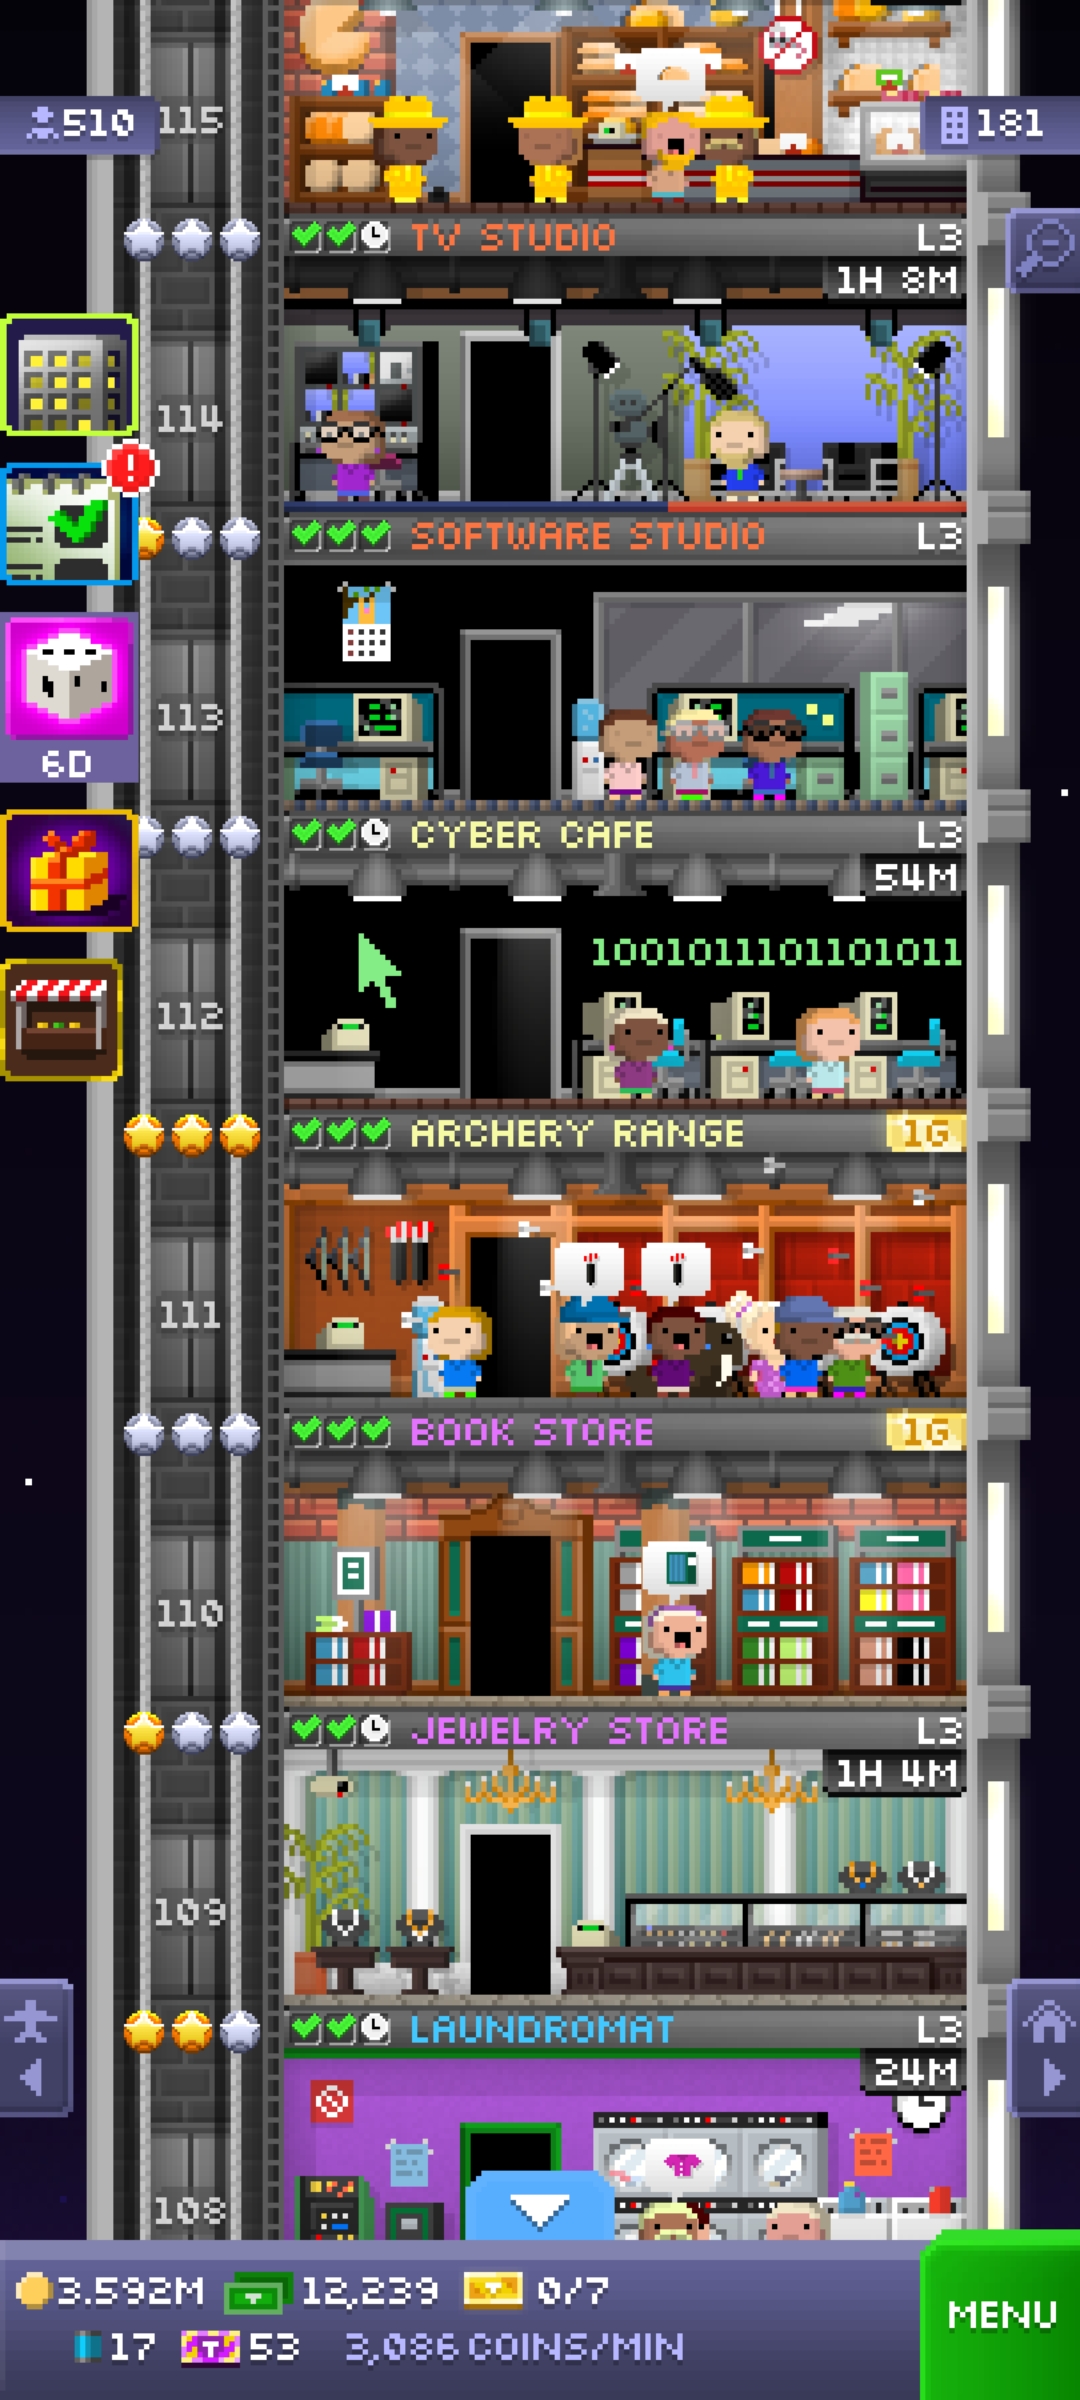 510
115
181
TV STUDIO
L3
1H 8M
114
SOFTWARE STUDIO
L3
113
6D
CYBER CAFE
L3
54M
1001011101101011
112
ARCHERY RANGE
1G
111
BOOK STORE
1G
110
JEWELRY STORE
L3
1H 4M
109
LAUNDROMAT
L3
24M
108
3.592M
12,239
0/7
MENU
17
53
3,086 COINS/MIN